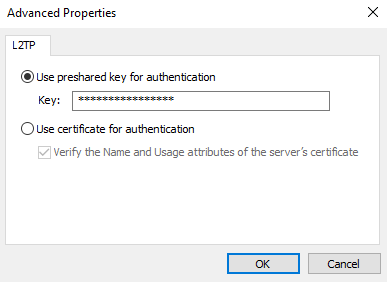 Advanced Properties
L2TP
Use preshared key for authentication
Key: ****************
Use certificate for authentication
Verify the Name and Usage attributes of the server's certificate
OK Cancel